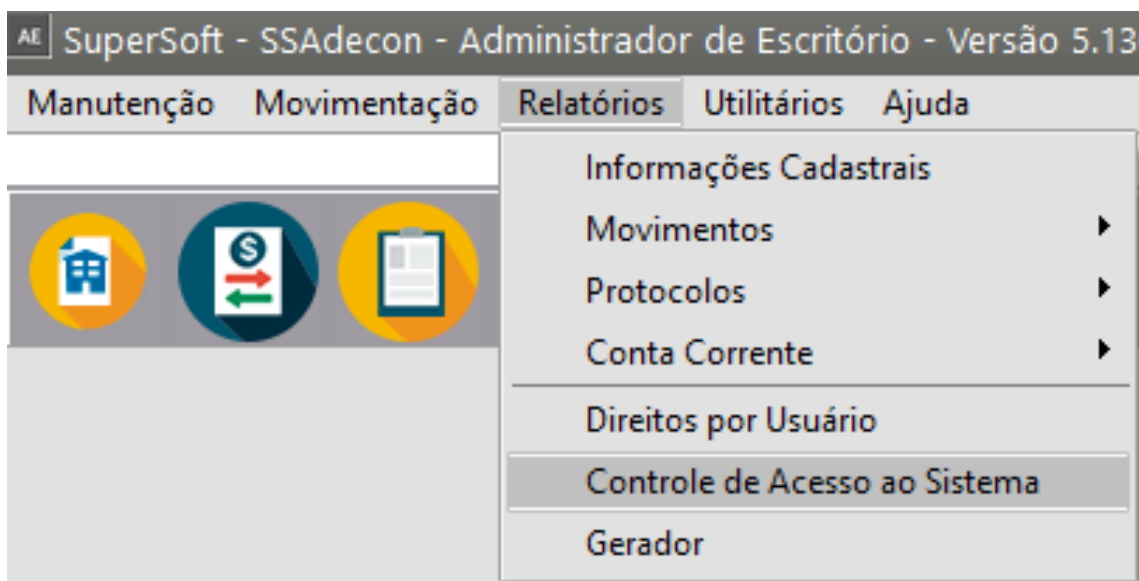 AE SuperSoft - SSAdecon - Administrador de Escritório - Versão 5.13
Manutenção Movimentação Relatórios Utilitários Ajuda
Informações Cadastrais
Movimentos
Protocolos
Conta Corrente
Direitos por Usuário
Controle de Acesso ao Sistema
Gerador